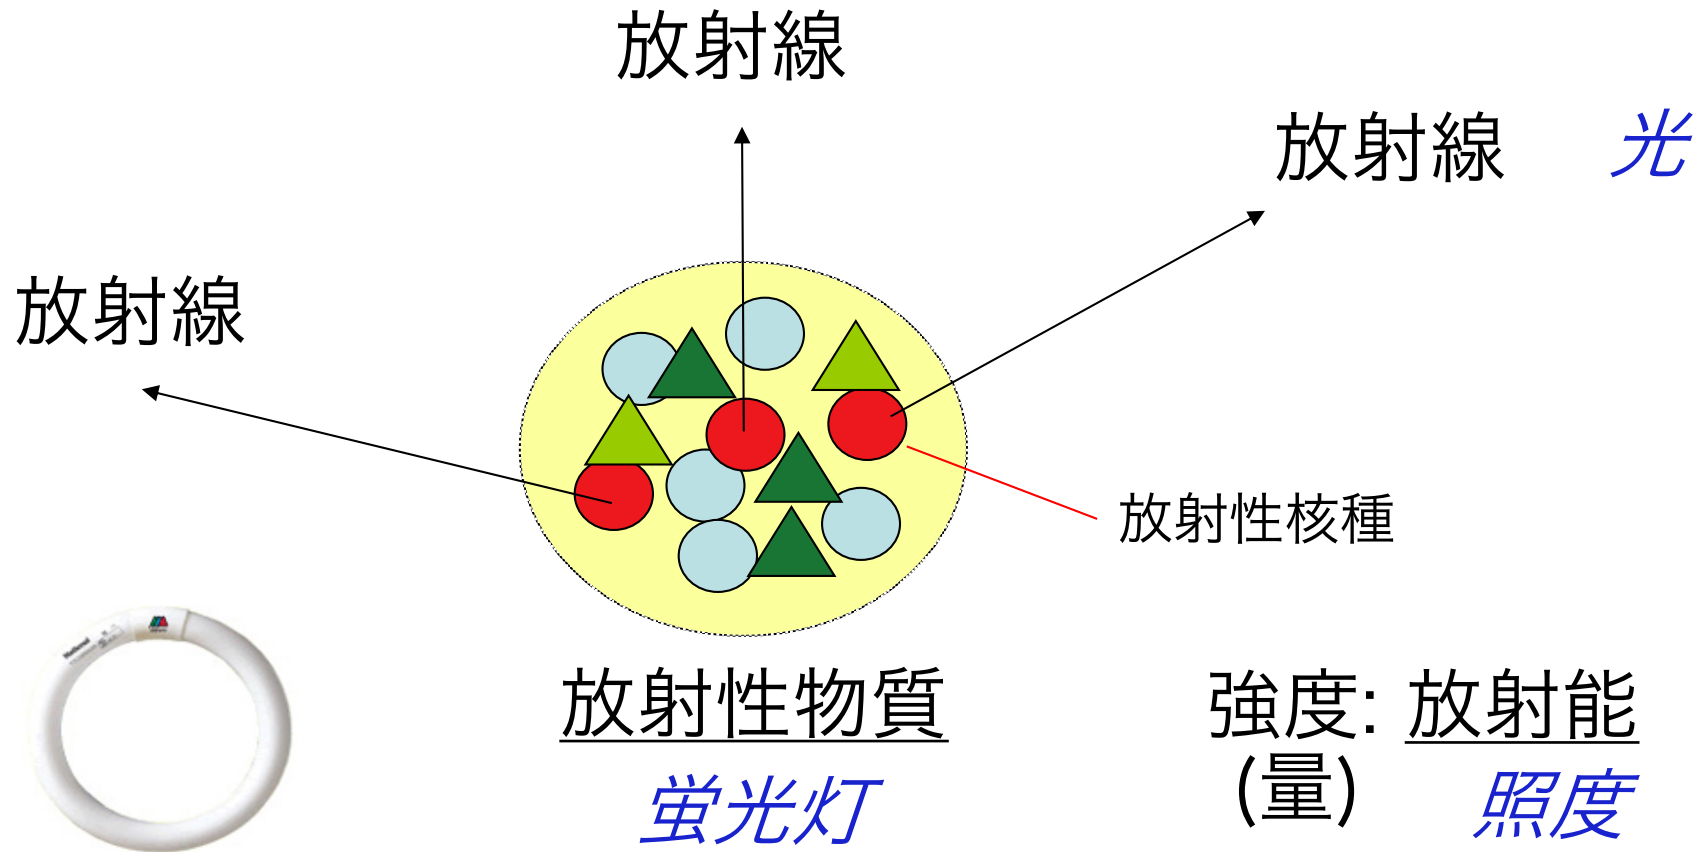 放射線
放射線 光
放射線
放射性核種
National
放射性物質
強度: 放射能
(量)
蛍光灯
照度